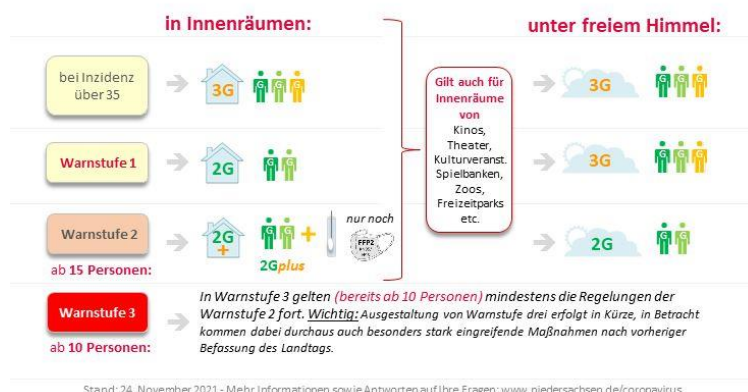 in Innenräumen:
unter freiem Himmel:
bei Inzidenz
über 35
3G
G G G
Gilt auch für
Innenräume
von
Kinos,
Theater,
Kulturveranst.
Spielbanken,
Zoos,
Freizeitparks
etc.
3G
G G G
Warnstufe 1
2G
G G
3G
G G G
Warnstufe 2
2G
+
G G +
nur noch
FFP2
2Gplus
2G
G G
ab 15 Personen:
Warnstufe 3
ab 10 Personen:
In Warnstufe 3 gelten (bereits ab 10 Personen) mindestens die Regelungen der
Warnstufe 2 fort. Wichtig: Ausgestaltung von Warnstufe drei erfolgt in Kürze, in Betracht
kommen dabei durchaus auch besonders stark eingreifende Maßnahmen nach vorheriger
Befassung des Landtags.
Stand: 24. November 2021 - Mehr Informationen sowie Antworten auf Ihre Fragen: www.niedersachsen.de/coronavirus